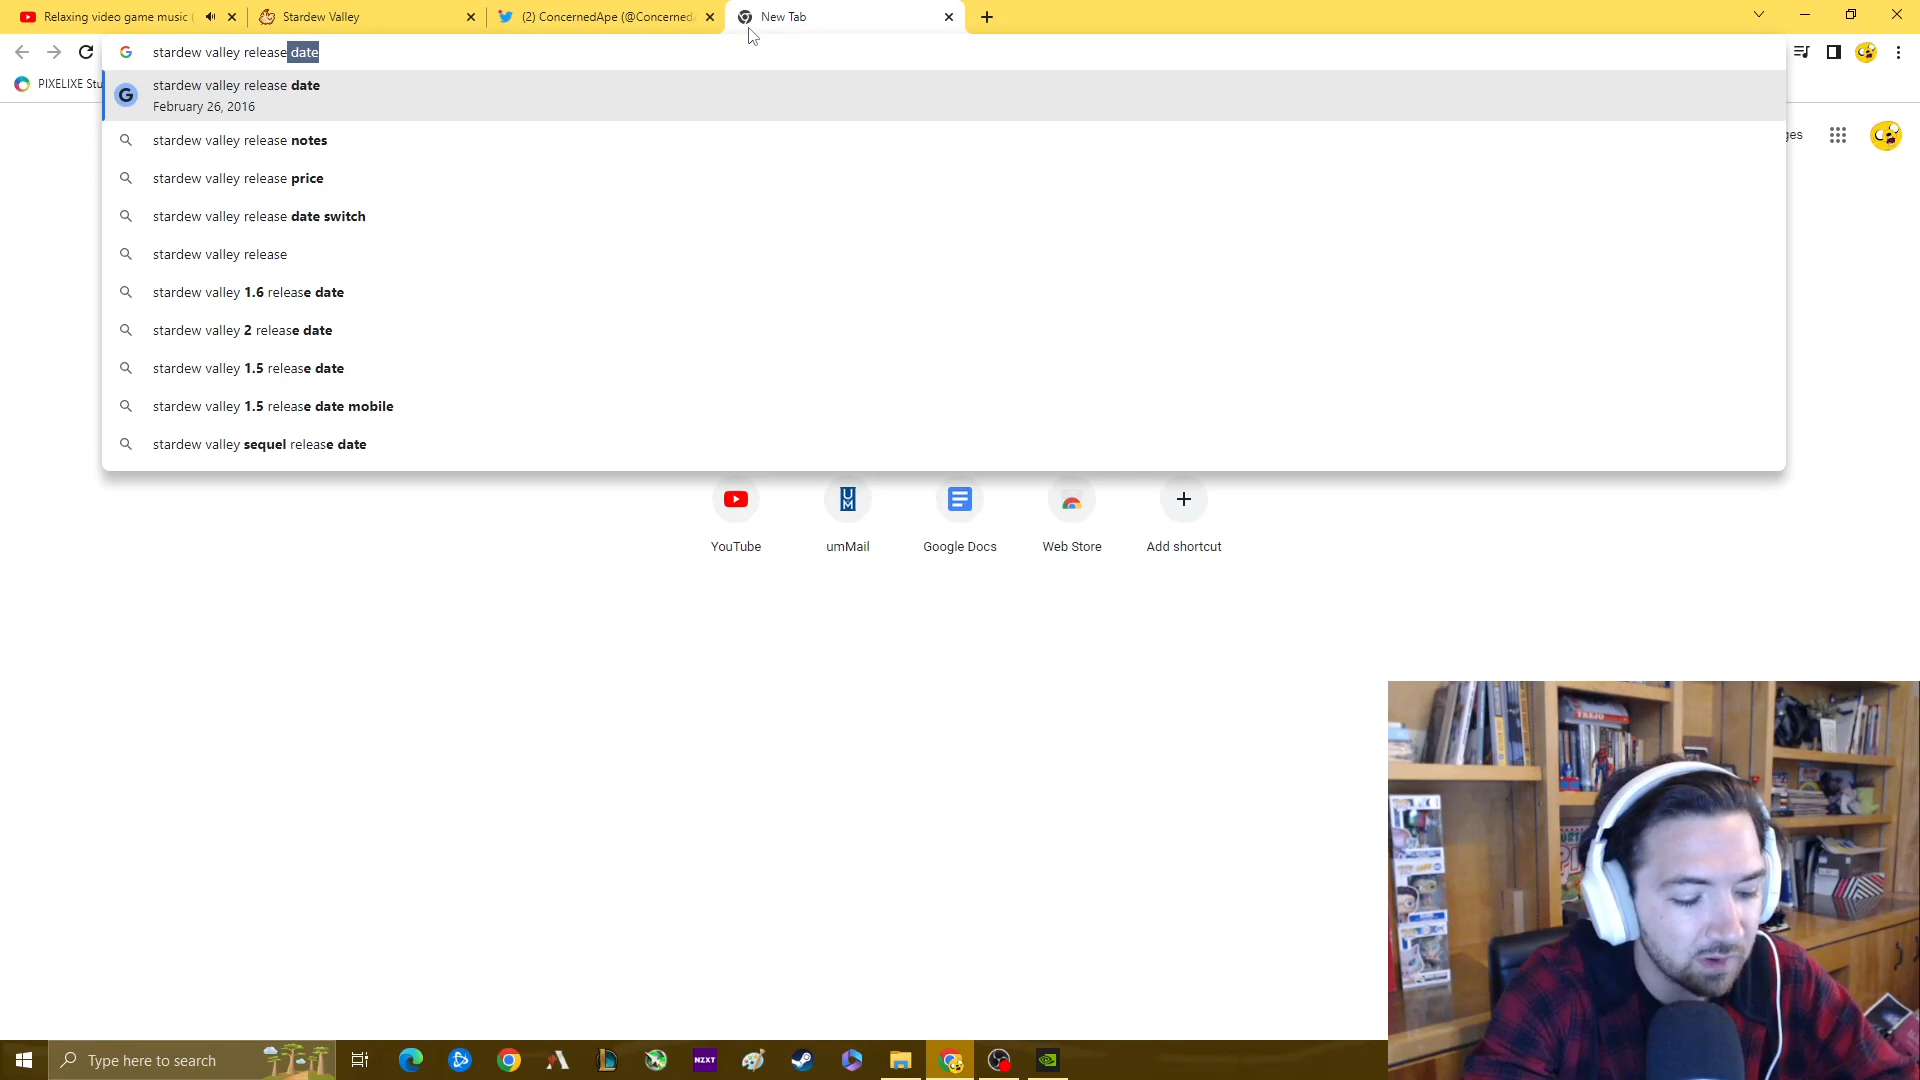 Relaxing video game music (
Stardew Valley
(2) ConcernedApe (@Concerned
New Tab
stardew valley release date
PIXELIXE Stu
stardew valley release date
February 26, 2016
stardew valley release notes
stardew valley release price
stardew valley release date switch
stardew valley release
stardew valley 1.6 release date
stardew valley 2 release date
stardew valley 1.5 release date
stardew valley 1.5 release date mobile
stardew valley sequel release date
ges
UM
YouTube
umMail
Google Docs
Web Store
Add shortcut
TREJO
Type here to search
NZXT